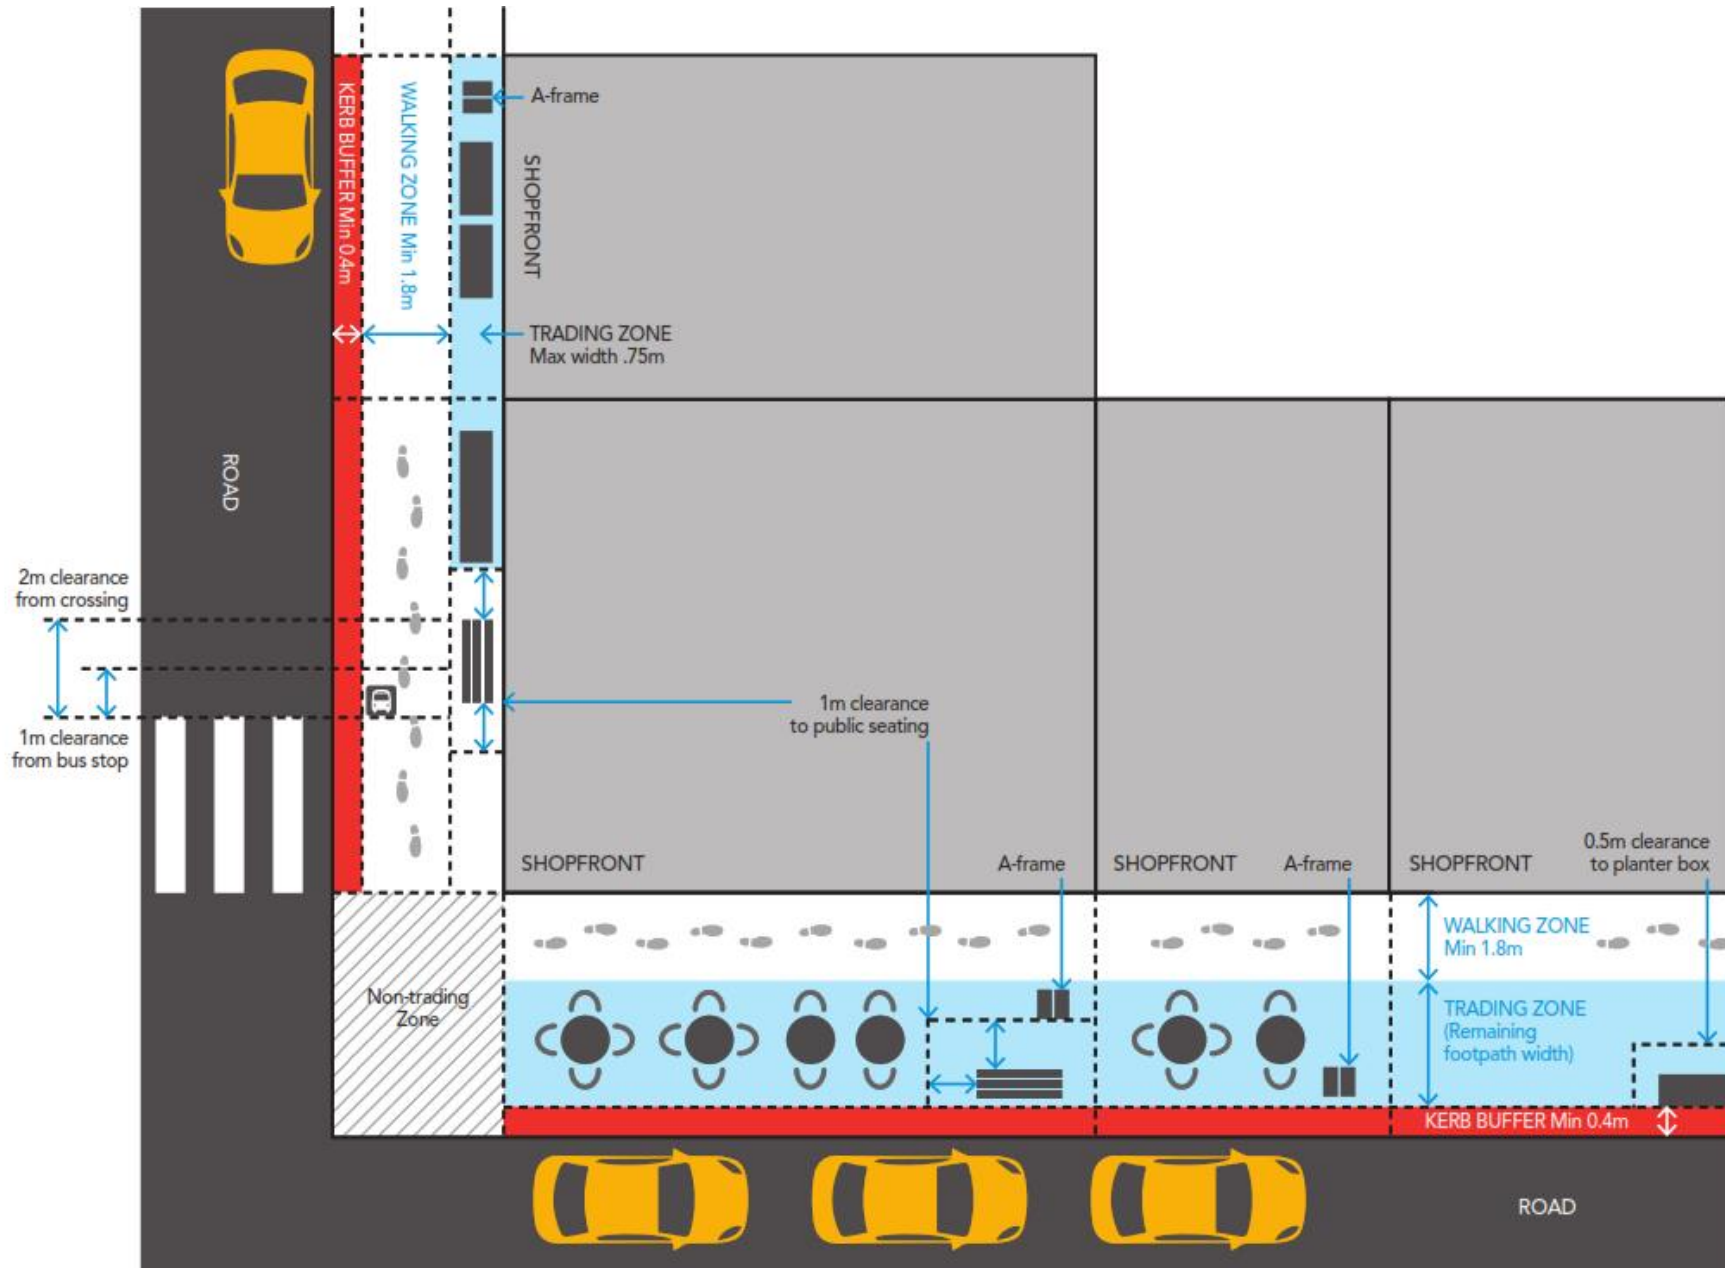 KERB BUFFER Min 0.4m
WALKING ZONE Min 1.8m
A-frame
SHOPFRONT
TRADING ZONE
Max width .75m
ROAD
2m clearance
from crossing
1m clearance
from bus stop
1m clearance
to public seating
SHOPFRONT
A-frame
SHOPFRONT
A-frame
SHOPFRONT
0.5m clearance
to planter box
Non-trading
Zone
WALKING ZONE
Min 1.8m
TRADING ZONE
(Remaining
footpath width)
KERB BUFFER Min 0.4m
ROAD